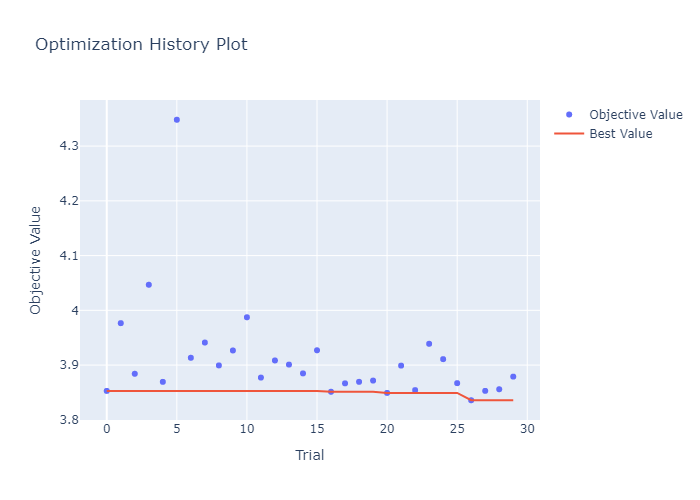 Optimization History Plot
Objective Value
Best Value
4.3
4.2
4.1
4
3.9
3.8
Objective Value
0 5 10 15 20 25 30
Trial